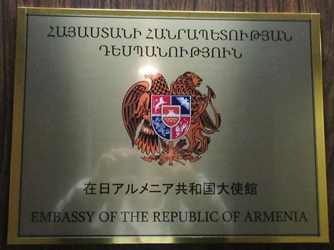 ՀԱՅԱՍՏԱՆԻ ՀԱՆՐԱՊԵՏՈՒԹՅԱՆ
ԴԵՍՊԱՆՈՒԹՅՈՒՆ
在日アルメニア共和国大使館
EMBASSY OF THE REPUBLIC OF ARMENIA